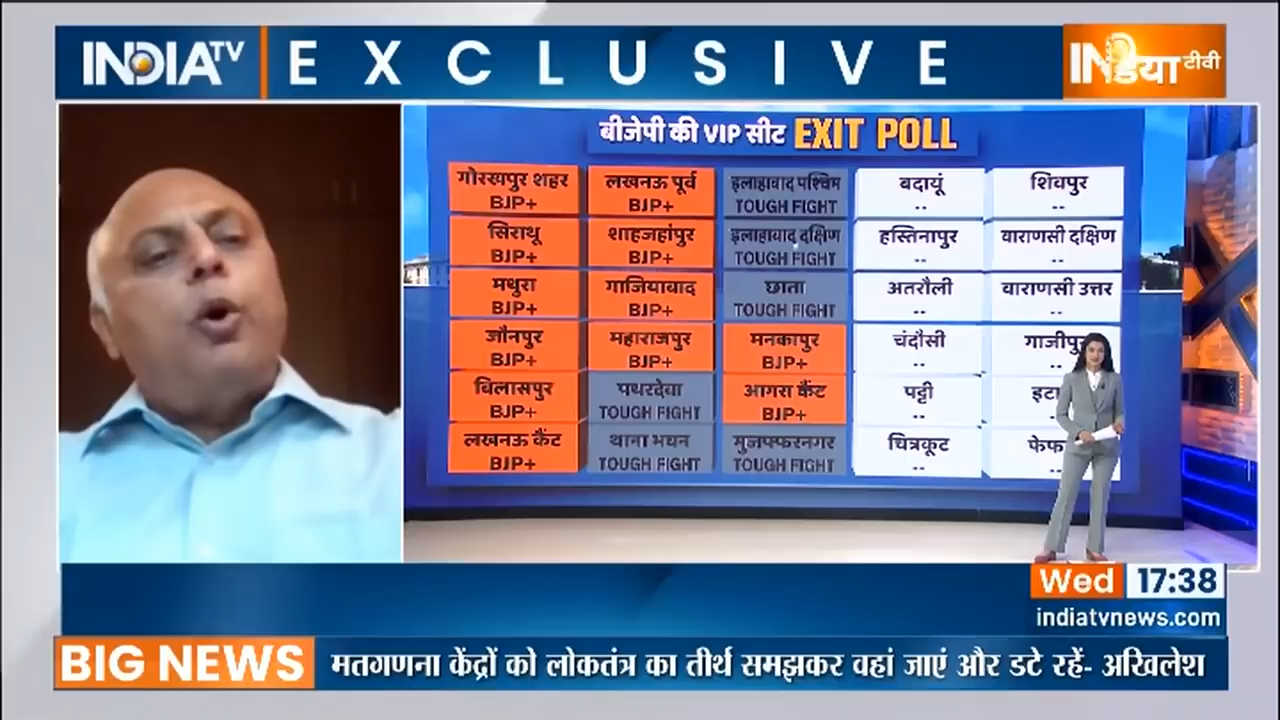 INDIA TV
EXCLUSIVE
इंडिया टीवी
बीजेपी की VIP सीट EXIT POLL
गोरखपुर शहर
BJP+
लखनऊ पूर्व
BJP+
इलाहाबाद पश्चिम
TOUGH FIGHT
बदायूं
--
शिवपुर
--
सिराथू
BJP+
शाहजहांपुर
BJP+
इलाहाबाद दक्षिण
TOUGH FIGHT
हस्तिनापुर
--
वाराणसी दक्षिण
--
मथुरा
BJP+
गाजियाबाद
BJP+
छाता
TOUGH FIGHT
अतरौली
--
वाराणसी उत्तर
--
जौनपुर
BJP+
महाराजपुर
BJP+
मनकापुर
BJP+
चंदौसी
--
गाजीपु
बिलासपुर
BJP+
पथरदेवा
TOUGH FIGHT
आगरा कैंट
BJP+
पट्टी
--
इटा
लखनऊ कैंट
BJP+
थाना भवन
TOUGH FIGHT
मुजफ्फरनगर
TOUGH FIGHT
चित्रकूट
--
फेफ
Wed 17:38
indiatvnews.com
BIG NEWS मतगणना केंद्रों को लोकतंत्र का तीर्थ समझकर वहां जाएं और डटे रहें- अखिलेश